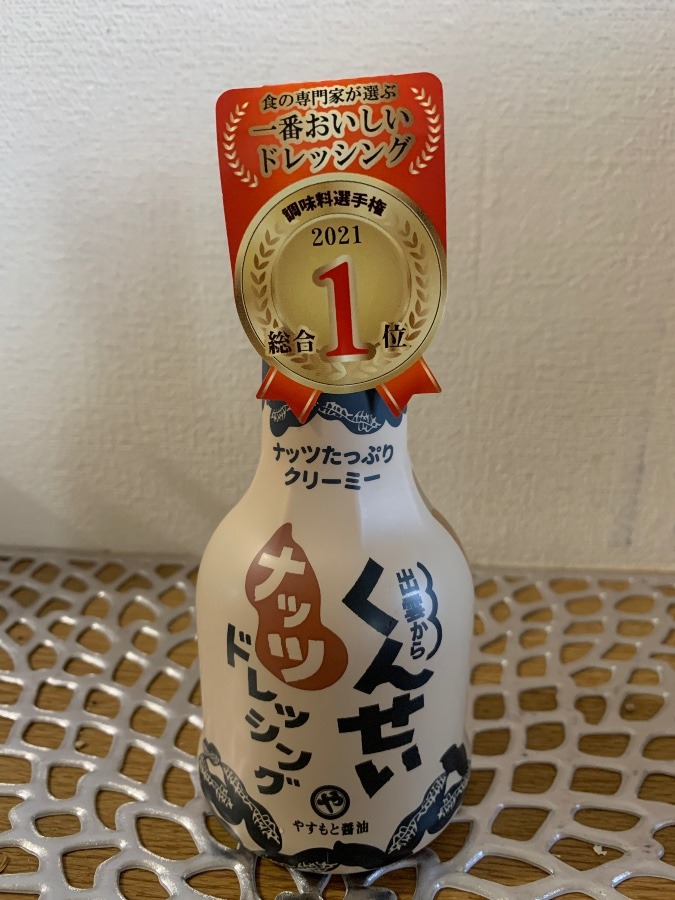 食の専門家が選ぶ
一番おいしい
ドレッシング
調味料選手権
2021
総合1位
ナッツたっぷり
クリーミー
出雲から
くんせい
ナッツ
ドレッシング
や
やすもと醤油